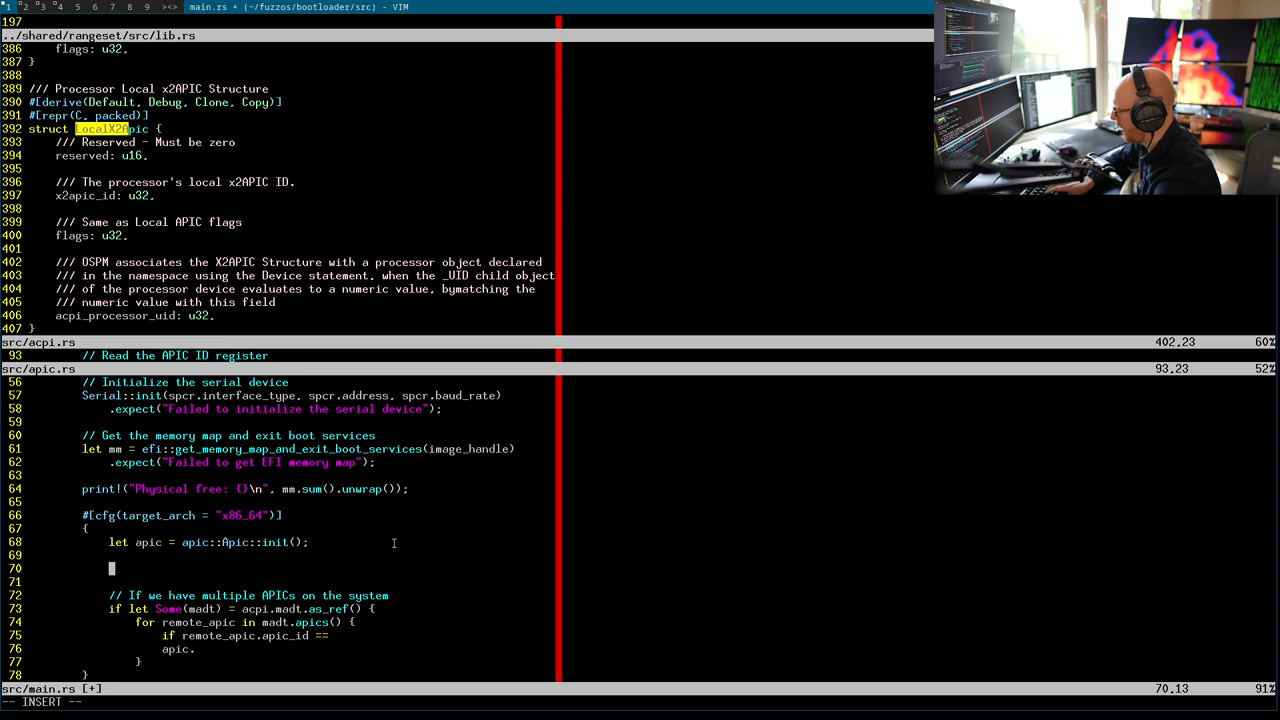 1 2 3 4 5 6 7 8 9 ><> main.rs * (~/fuzzos/bootloader/src) - VIM
197
../shared/rangeset/src/lib.rs
386     flags: u32,
387 }
388
389 /// Processor Local x2APIC Structure
390 #[derive(Default, Debug, Clone, Copy)]
391 #[repr(C, packed)]
392 struct LocalX2Apic {
393     /// Reserved - Must be zero
394     reserved: u16,
395
396     /// The processor's local x2APIC ID.
397     x2apic_id: u32,
398
399     /// Same as Local APIC flags
400     flags: u32,
401
402     /// OSPM associates the X2APIC Structure with a processor object declared
403     /// in the namespace using the Device statement, when the _UID child object
404     /// of the processor device evaluates to a numeric value, bymatching the
405     /// numeric value with this field
406     acpi_processor_uid: u32,
407 }
src/acpi.rs 402,23 60%
93         // Read the APIC ID register
src/apic.rs 93,23 52%
56         // Initialize the serial device
57         Serial::init(spcr.interface_type, spcr.address, spcr.baud_rate)
58             .expect("Failed to initialize the serial device");
59
60         // Get the memory map and exit boot services
61         let mm = efi::get_memory_map_and_exit_boot_services(image_handle)
62             .expect("Failed to get EFI memory map");
63
64         print!("Physical free: {}\n", mm.sum().unwrap());
65
66         #[cfg(target_arch = "x86_64")]
67         {
68             let apic = apic::Apic::init();
69
70
71
72             // If we have multiple APICs on the system
73             if let Some(madt) = acpi.madt.as_ref() {
74                 for remote_apic in madt.apics() {
75                     if remote_apic.apic_id ==
76                     apic.
77                 }
78         }
src/main.rs [+] 70,13 91%
-- INSERT --